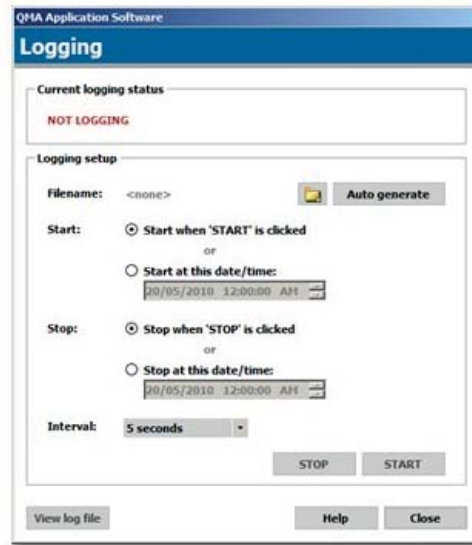 QMA Application Software
Logging
Current logging status
NOT LOGGING
Logging setup
Filename: <none> Auto generate
Start: Start when 'START' is clicked
or
Start at this date/time:
20/05/2010 12:00:00 AM
Stop: Stop when 'STOP' is clicked
or
Stop at this date/time:
20/05/2010 12:00:00 AM
Interval: 5 seconds
STOP START
View log file Help Close